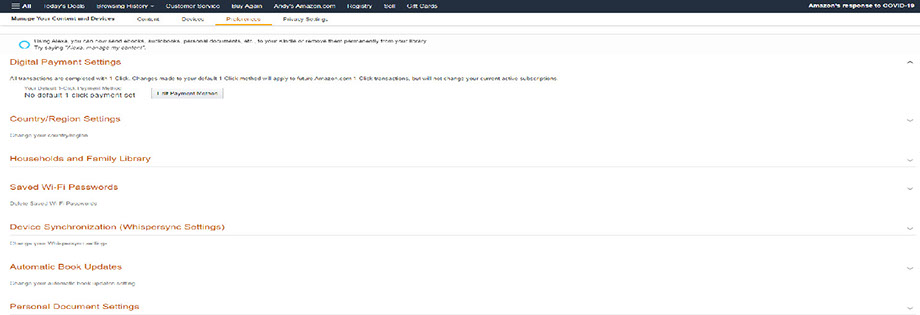 All Today's Deals Browsing History Customer Service Buy Again Andy's Amazon.com Registry Sell Gift Cards Amazon's response to COVID-19
Manage Your Content and Devices Content Devices Preferences Privacy Settings
Using Alexa, you can now send ebooks, audiobooks, personal documents, etc., to your kindle or remove them permanently from your library.
Try saying "Alexa, manage my content".
Digital Payment Settings
All transactions are completed with 1 Click. Changes made to your default 1 Click method will apply to future Amazon.com 1 Click transactions, but will not change your current active subscriptions.
Your Default 1-Click Payment Method
No default 1 click payment set Edit Payment Method
Country/Region Settings
Change your country/region
Households and Family Library
Saved Wi-Fi Passwords
Delete Saved Wi-Fi Passwords
Device Synchronization (Whispersync Settings)
Change your Whispersync settings
Automatic Book Updates
Change your automatic book updates setting
Personal Document Settings